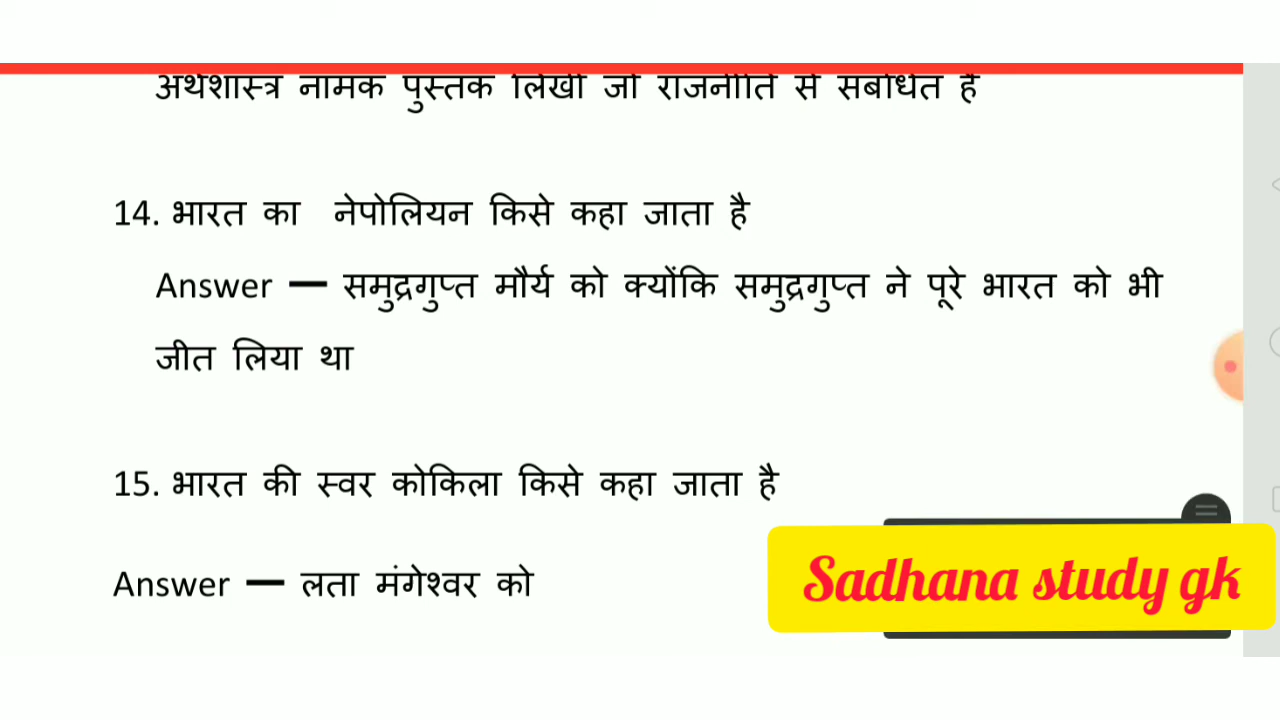 अर्थशास्त्र नामक पुस्तक लिखी जो राजनीति से संबंधित है
14. भारत का नेपोलियन किसे कहा जाता है
Answer — समुद्रगुप्त मौर्य को क्योंकि समुद्रगुप्त ने पूरे भारत को भी
जीत लिया था
15. भारत की स्वर कोकिला किसे कहा जाता है
Answer — लता मंगेश्वर को
Sadhana study gk